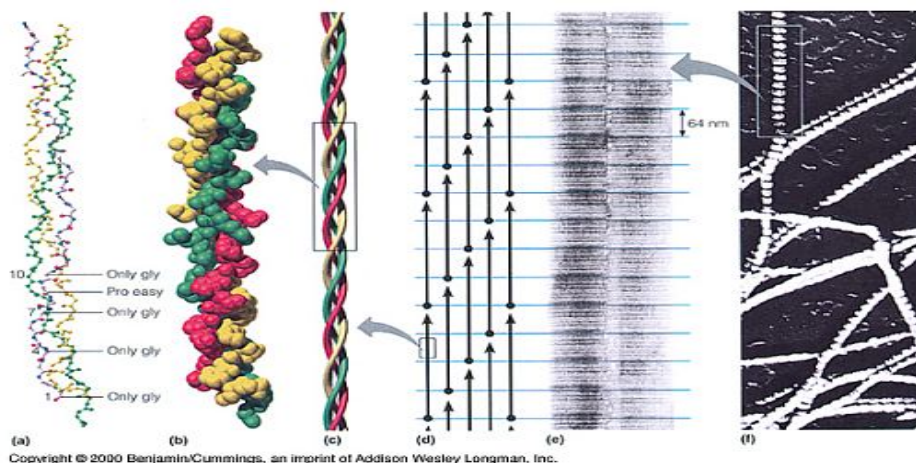 64 nm
10
Only gly
Pro easy
7
Only gly
4
Only gly
1
Only gly
(a)
(b)
(c)
(d)
(e)
(f)
Copyright © 2000 Benjamin/Cummings, an imprint of Addison Wesley Longman, Inc.